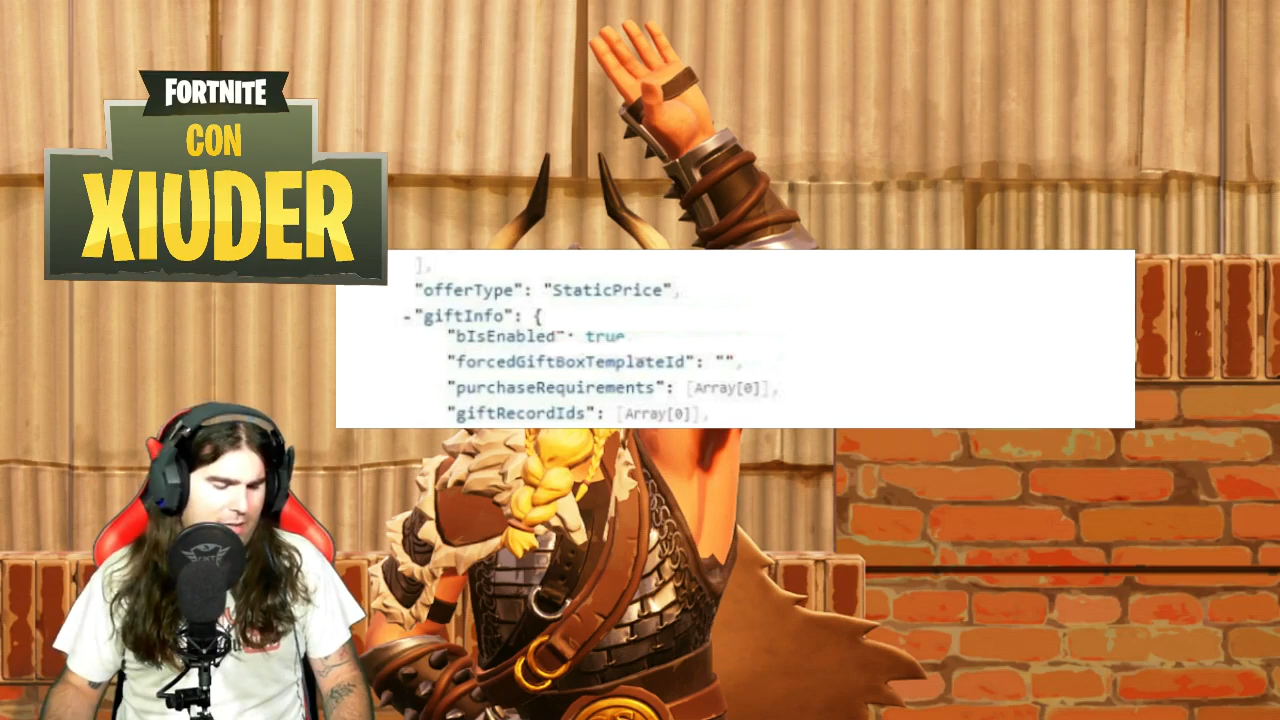 FORTNITE
CON
XIUDER
],
"offerType": "StaticPrice",
-"giftInfo": {
"bIsEnabled": true,
"forcedGiftBoxTemplateId": "",
"purchaseRequirements": [Array[0]],
"giftRecordIds": [Array[0]],